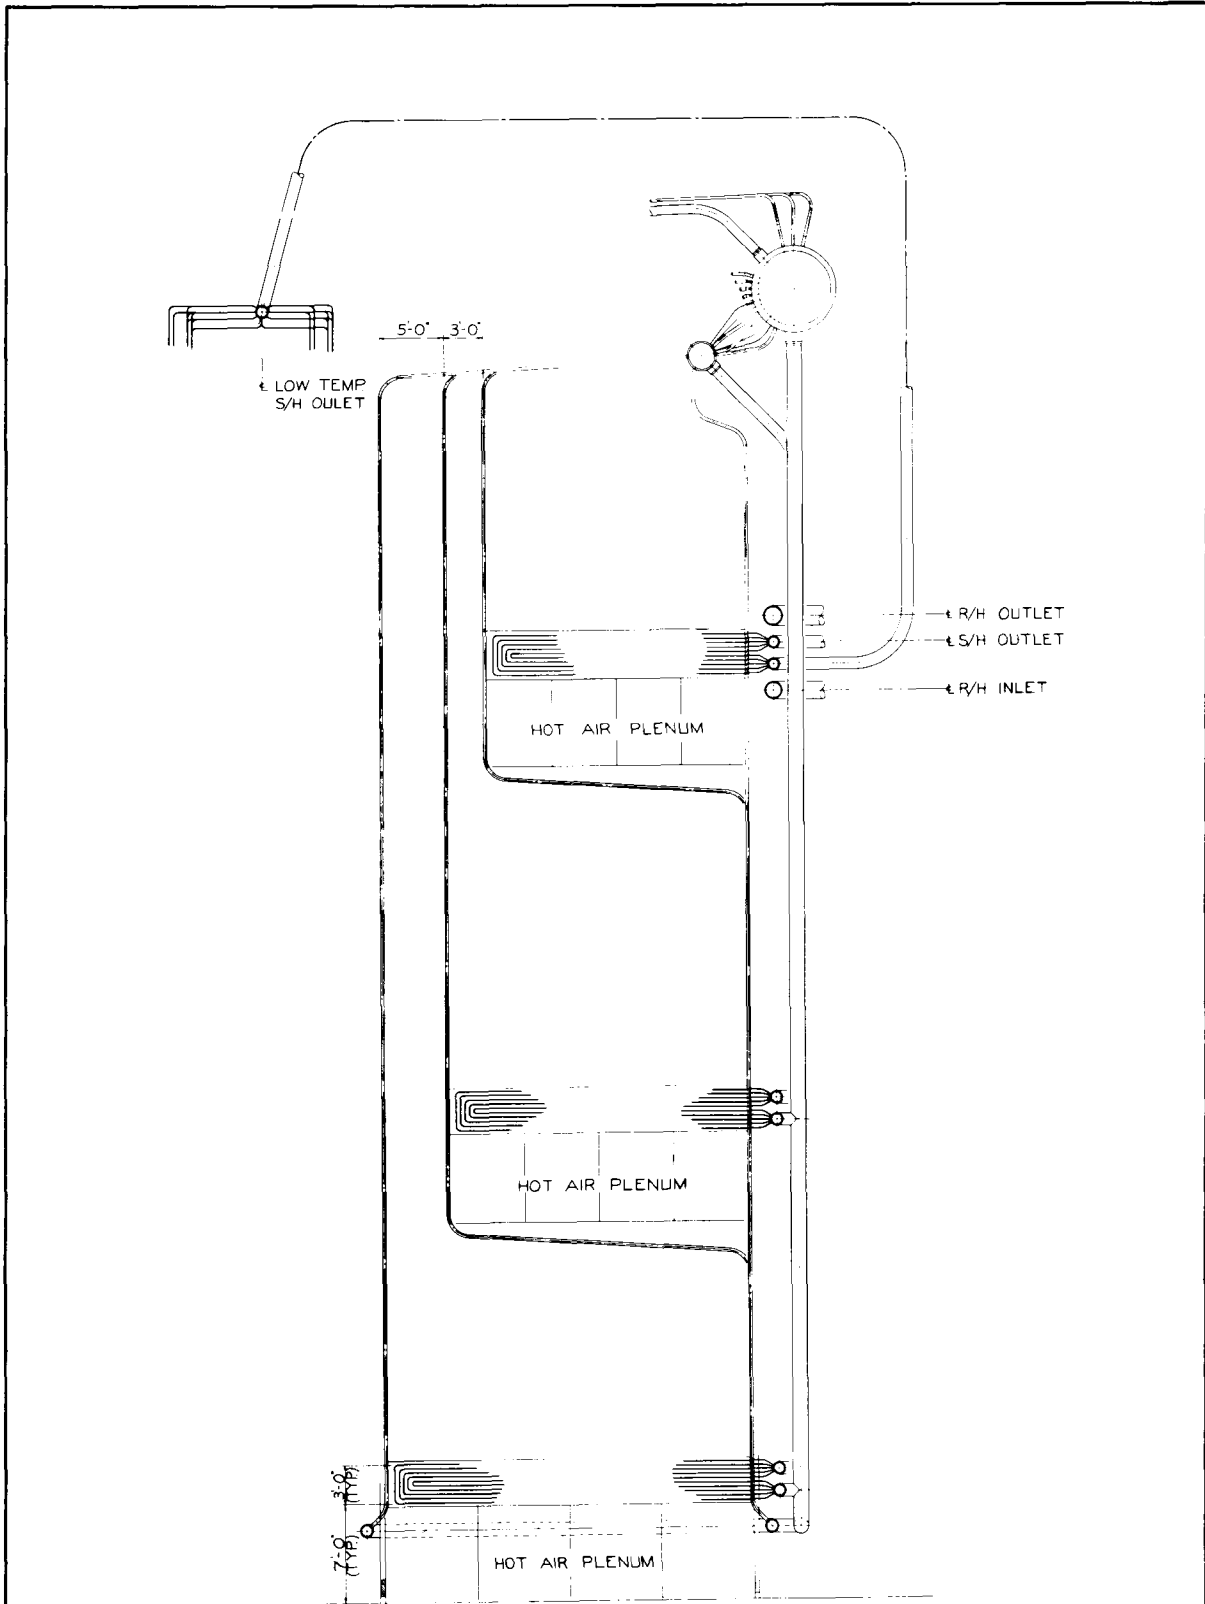 5'-0" 3'-0"
℄ LOW TEMP.
S/H OULET
℄ R/H OUTLET
℄ S/H OUTLET
℄ R/H INLET
HOT AIR PLENUM
HOT AIR PLENUM
3'-0"
(TYP.)
7'-0"
(TYP.)
HOT AIR PLENUM